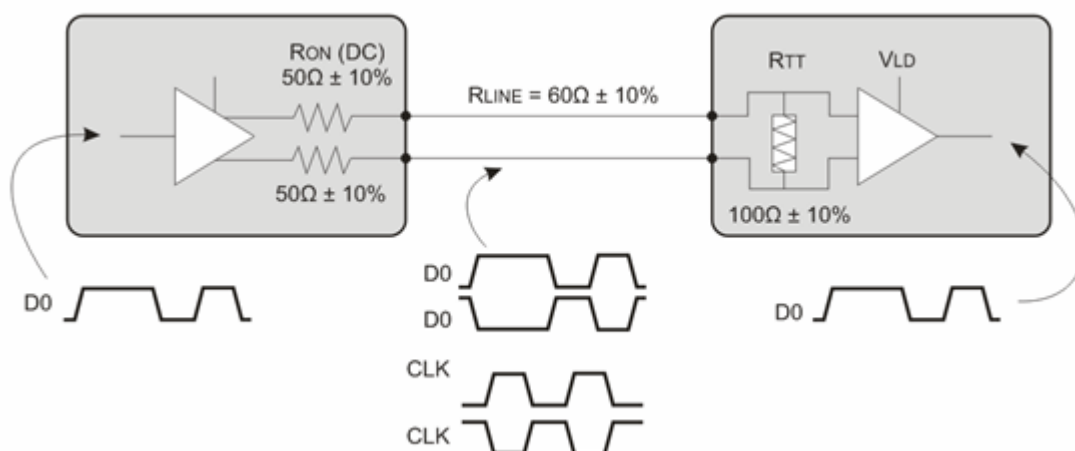 RON (DC)
50Ω ± 10%
RLINE = 60Ω ± 10%
RTT
VLD
50Ω ± 10%
100Ω ± 10%
D0
D0
D0
D0
CLK
CLK